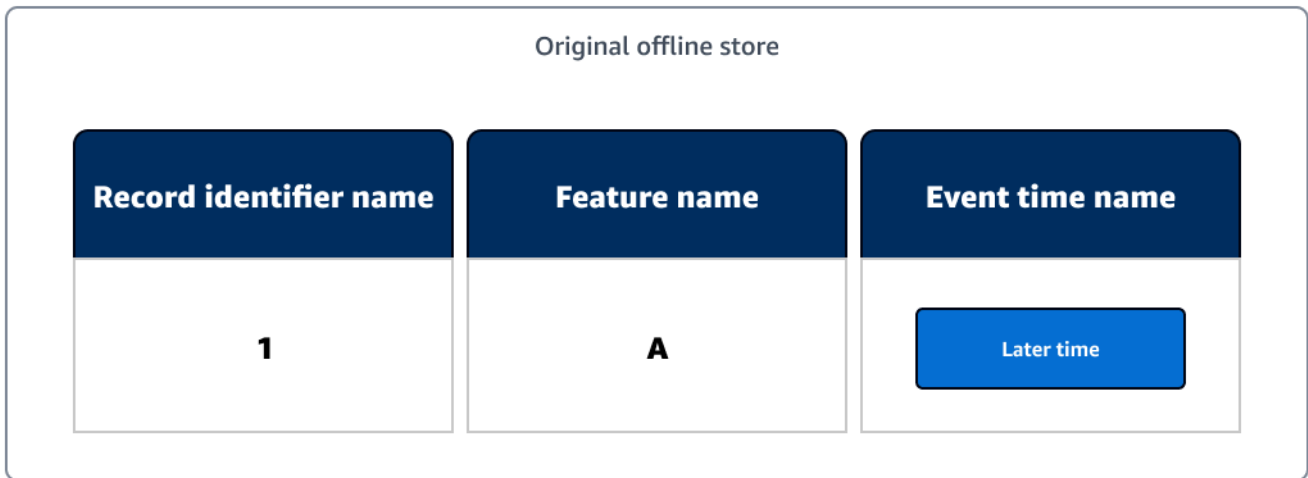 Original offline store
Record identifier name
Feature name
Event time name
1
A
Later time